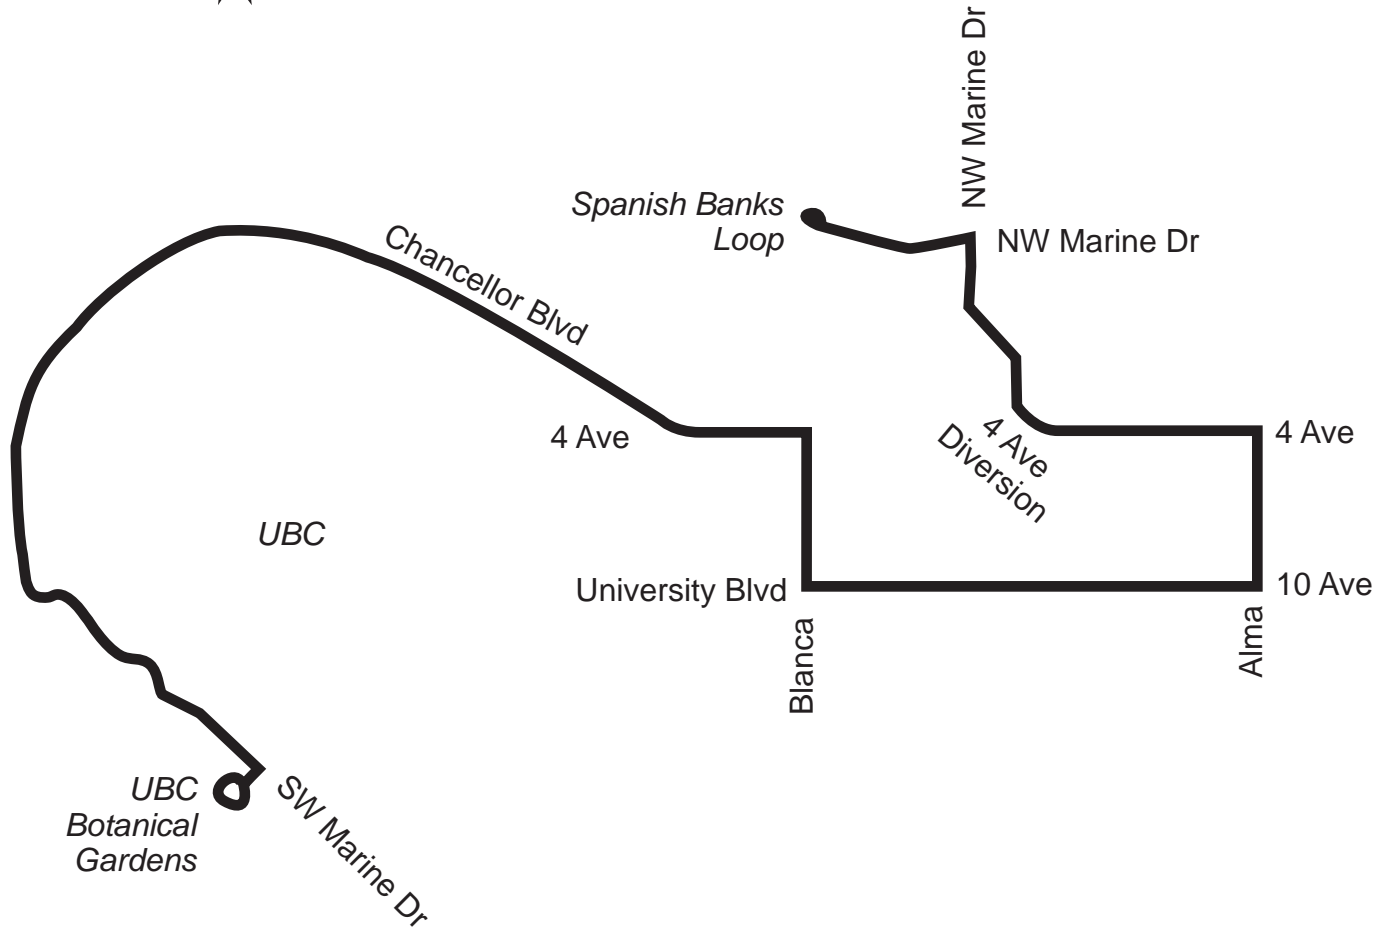 NW Marine Dr
Spanish Banks
Loop
NW Marine Dr
Chancellor Blvd
4 Ave
4 Ave
Diversion
4 Ave
UBC
University Blvd
10 Ave
Blanca
Alma
UBC
Botanical
Gardens
SW Marine Dr